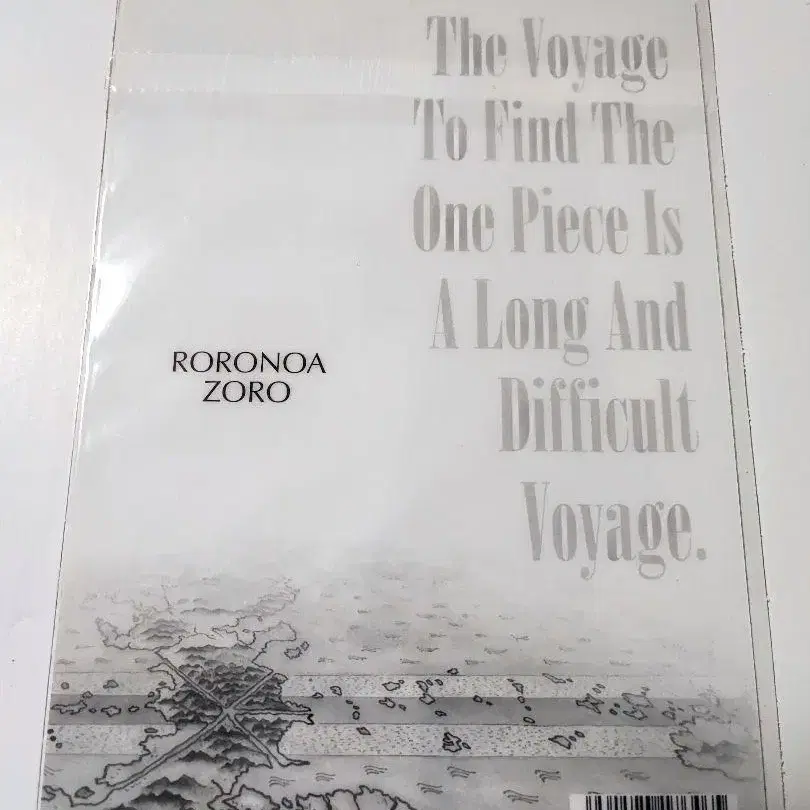 The Voyage
To Find The
One Piece Is
A Long And
Difficult
Voyage.
RORONOA
ZORO